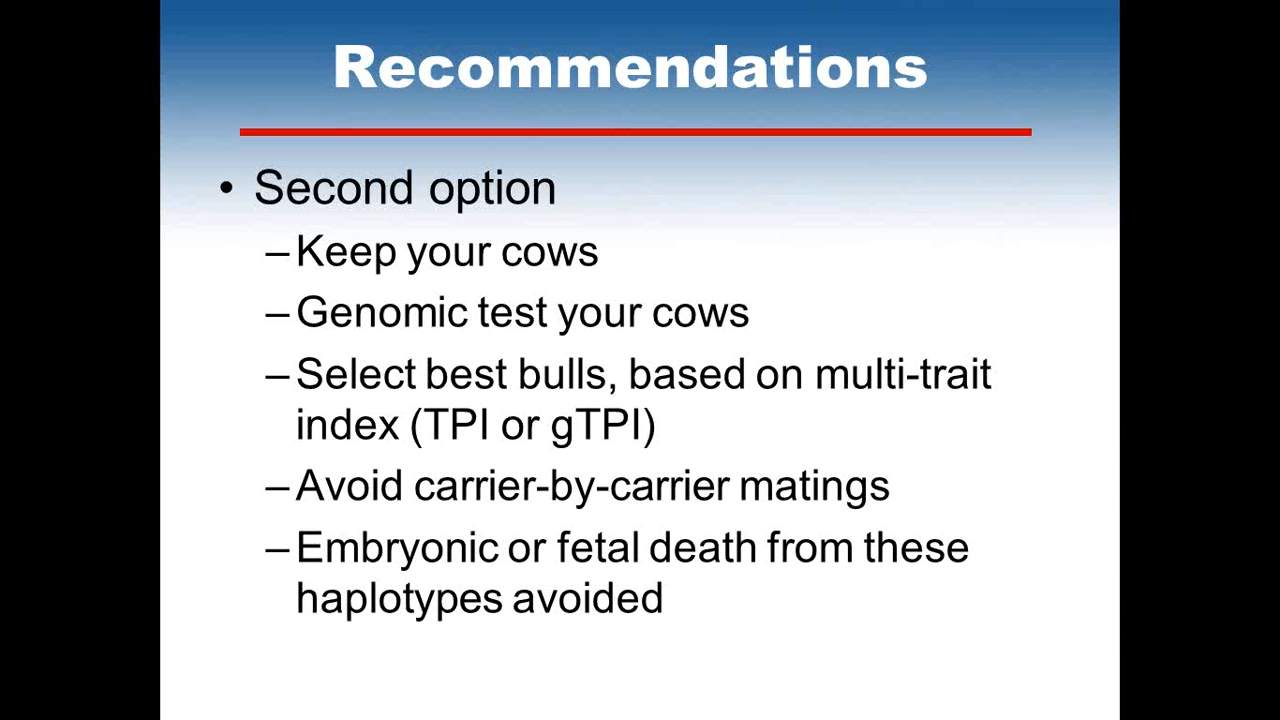 Recommendations
• Second option
– Keep your cows
– Genomic test your cows
– Select best bulls, based on multi-trait
index (TPI or gTPI)
– Avoid carrier-by-carrier matings
– Embryonic or fetal death from these
haplotypes avoided